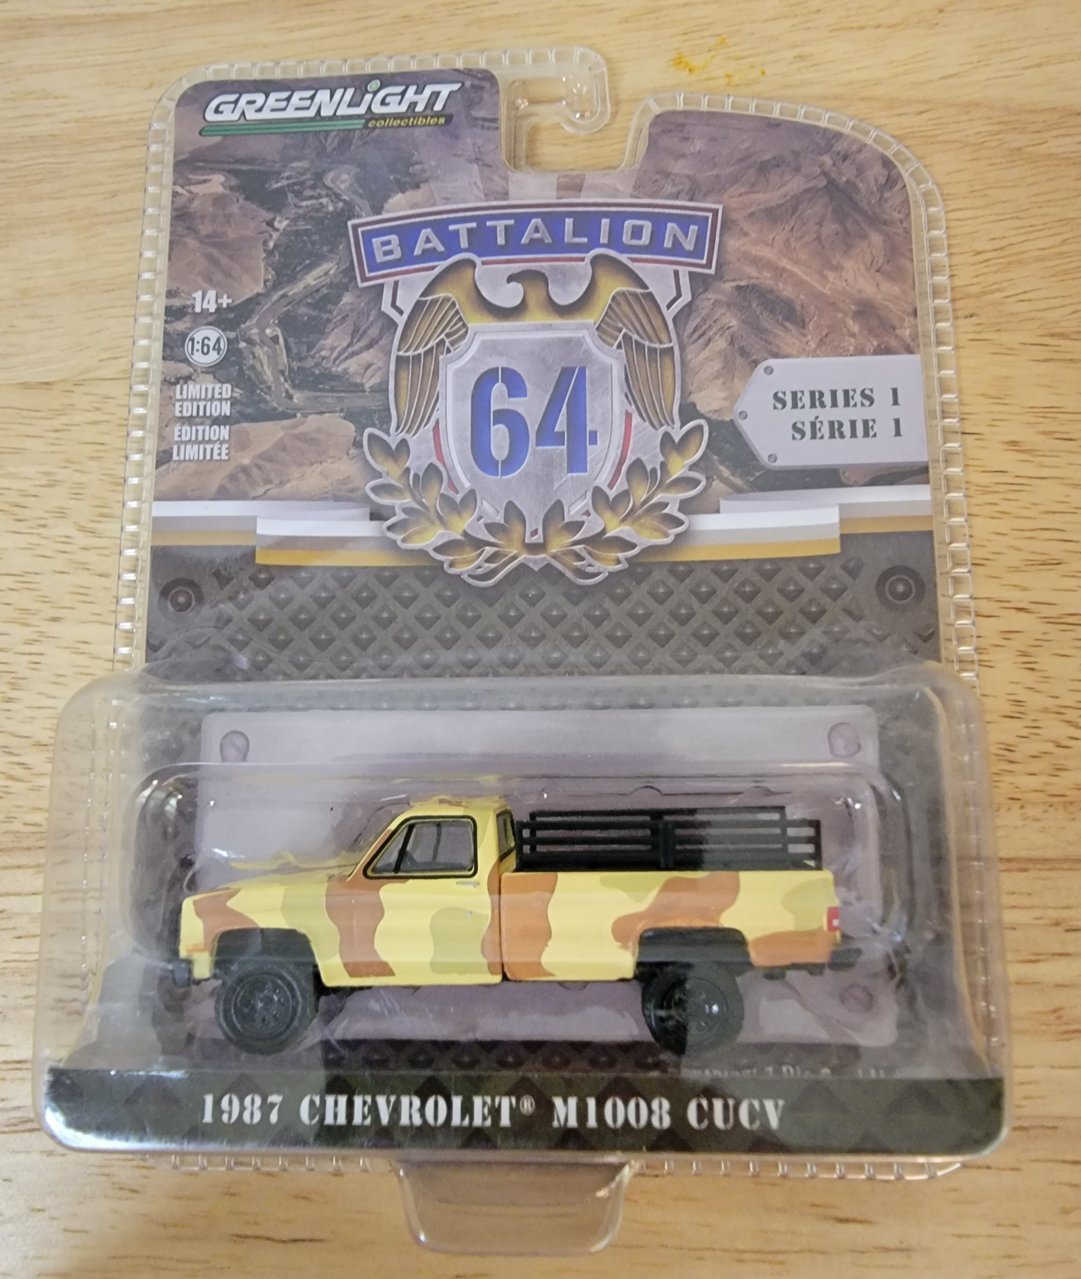 GREENLiGHT
collectibles
BATTALION
64
14+
1:64
LIMITED
EDITION
ÉDITION
LIMITÉE
SERIES 1
SÉRIE 1
1987 CHEVROLET® M1008 CUCV